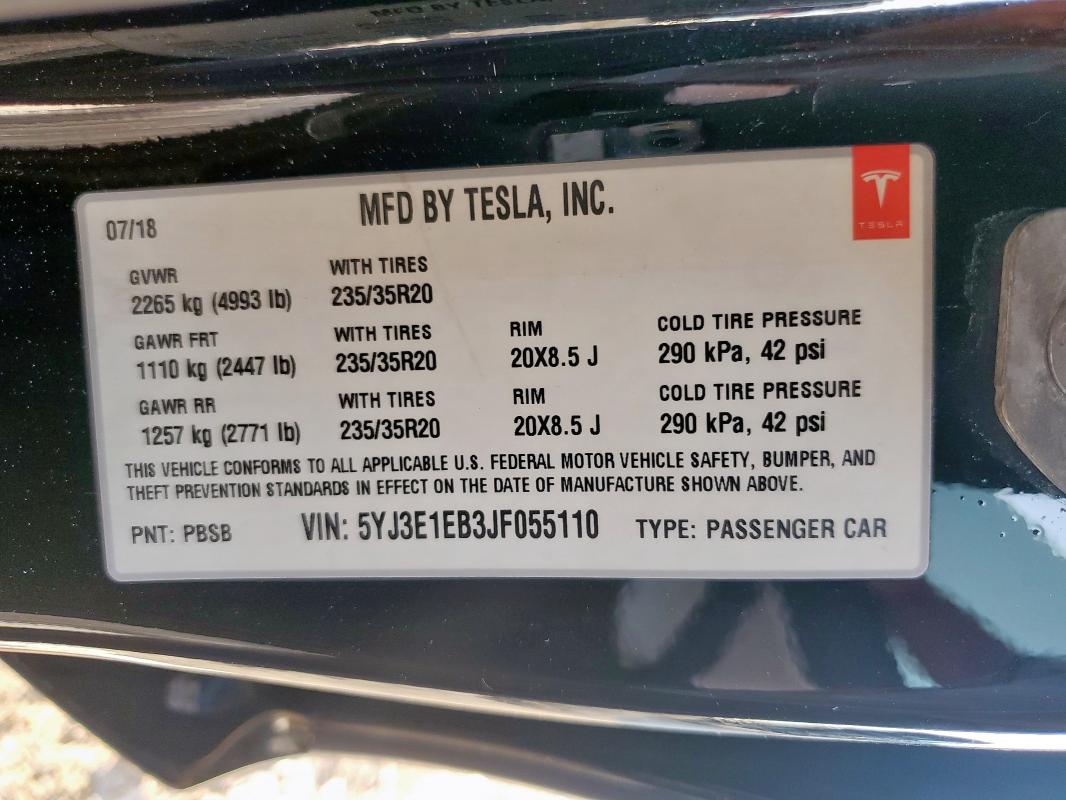 MFD BY TESLA, INC.
07/18
TESLA
GVWR WITH TIRES
2265 kg (4993 lb) 235/35R20
GAWR FRT WITH TIRES RIM COLD TIRE PRESSURE
1110 kg (2447 lb) 235/35R20 20X8.5 J 290 kPa, 42 psi
GAWR RR WITH TIRES RIM COLD TIRE PRESSURE
1257 kg (2771 lb) 235/35R20 20X8.5 J 290 kPa, 42 psi
THIS VEHICLE CONFORMS TO ALL APPLICABLE U.S. FEDERAL MOTOR VEHICLE SAFETY, BUMPER, AND
THEFT PREVENTION STANDARDS IN EFFECT ON THE DATE OF MANUFACTURE SHOWN ABOVE.
PNT: PBSB VIN: 5YJ3E1EB3JF055110 TYPE: PASSENGER CAR